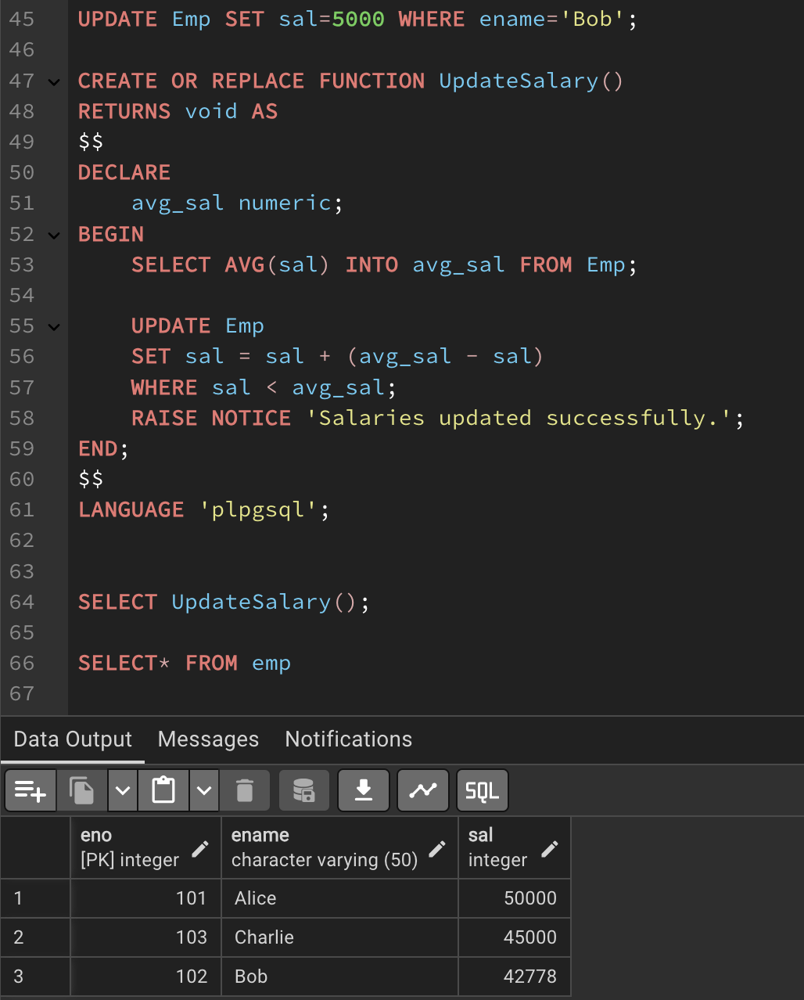 45 UPDATE Emp SET sal=5000 WHERE ename='Bob';
46
47 CREATE OR REPLACE FUNCTION UpdateSalary()
48 RETURNS void AS
49 $$
50 DECLARE
51 avg_sal numeric;
52 BEGIN
53 SELECT AVG(sal) INTO avg_sal FROM Emp;
54
55 UPDATE Emp
56 SET sal = sal + (avg_sal - sal)
57 WHERE sal < avg_sal;
58 RAISE NOTICE 'Salaries updated successfully.';
59 END;
60 $$
61 LANGUAGE 'plpgsql';
62
63
64 SELECT UpdateSalary();
65
66 SELECT* FROM emp
67
Data Output Messages Notifications
SQL
eno ename sal
[PK] integer character varying (50) integer
1 101 Alice 50000
2 103 Charlie 45000
3 102 Bob 42778